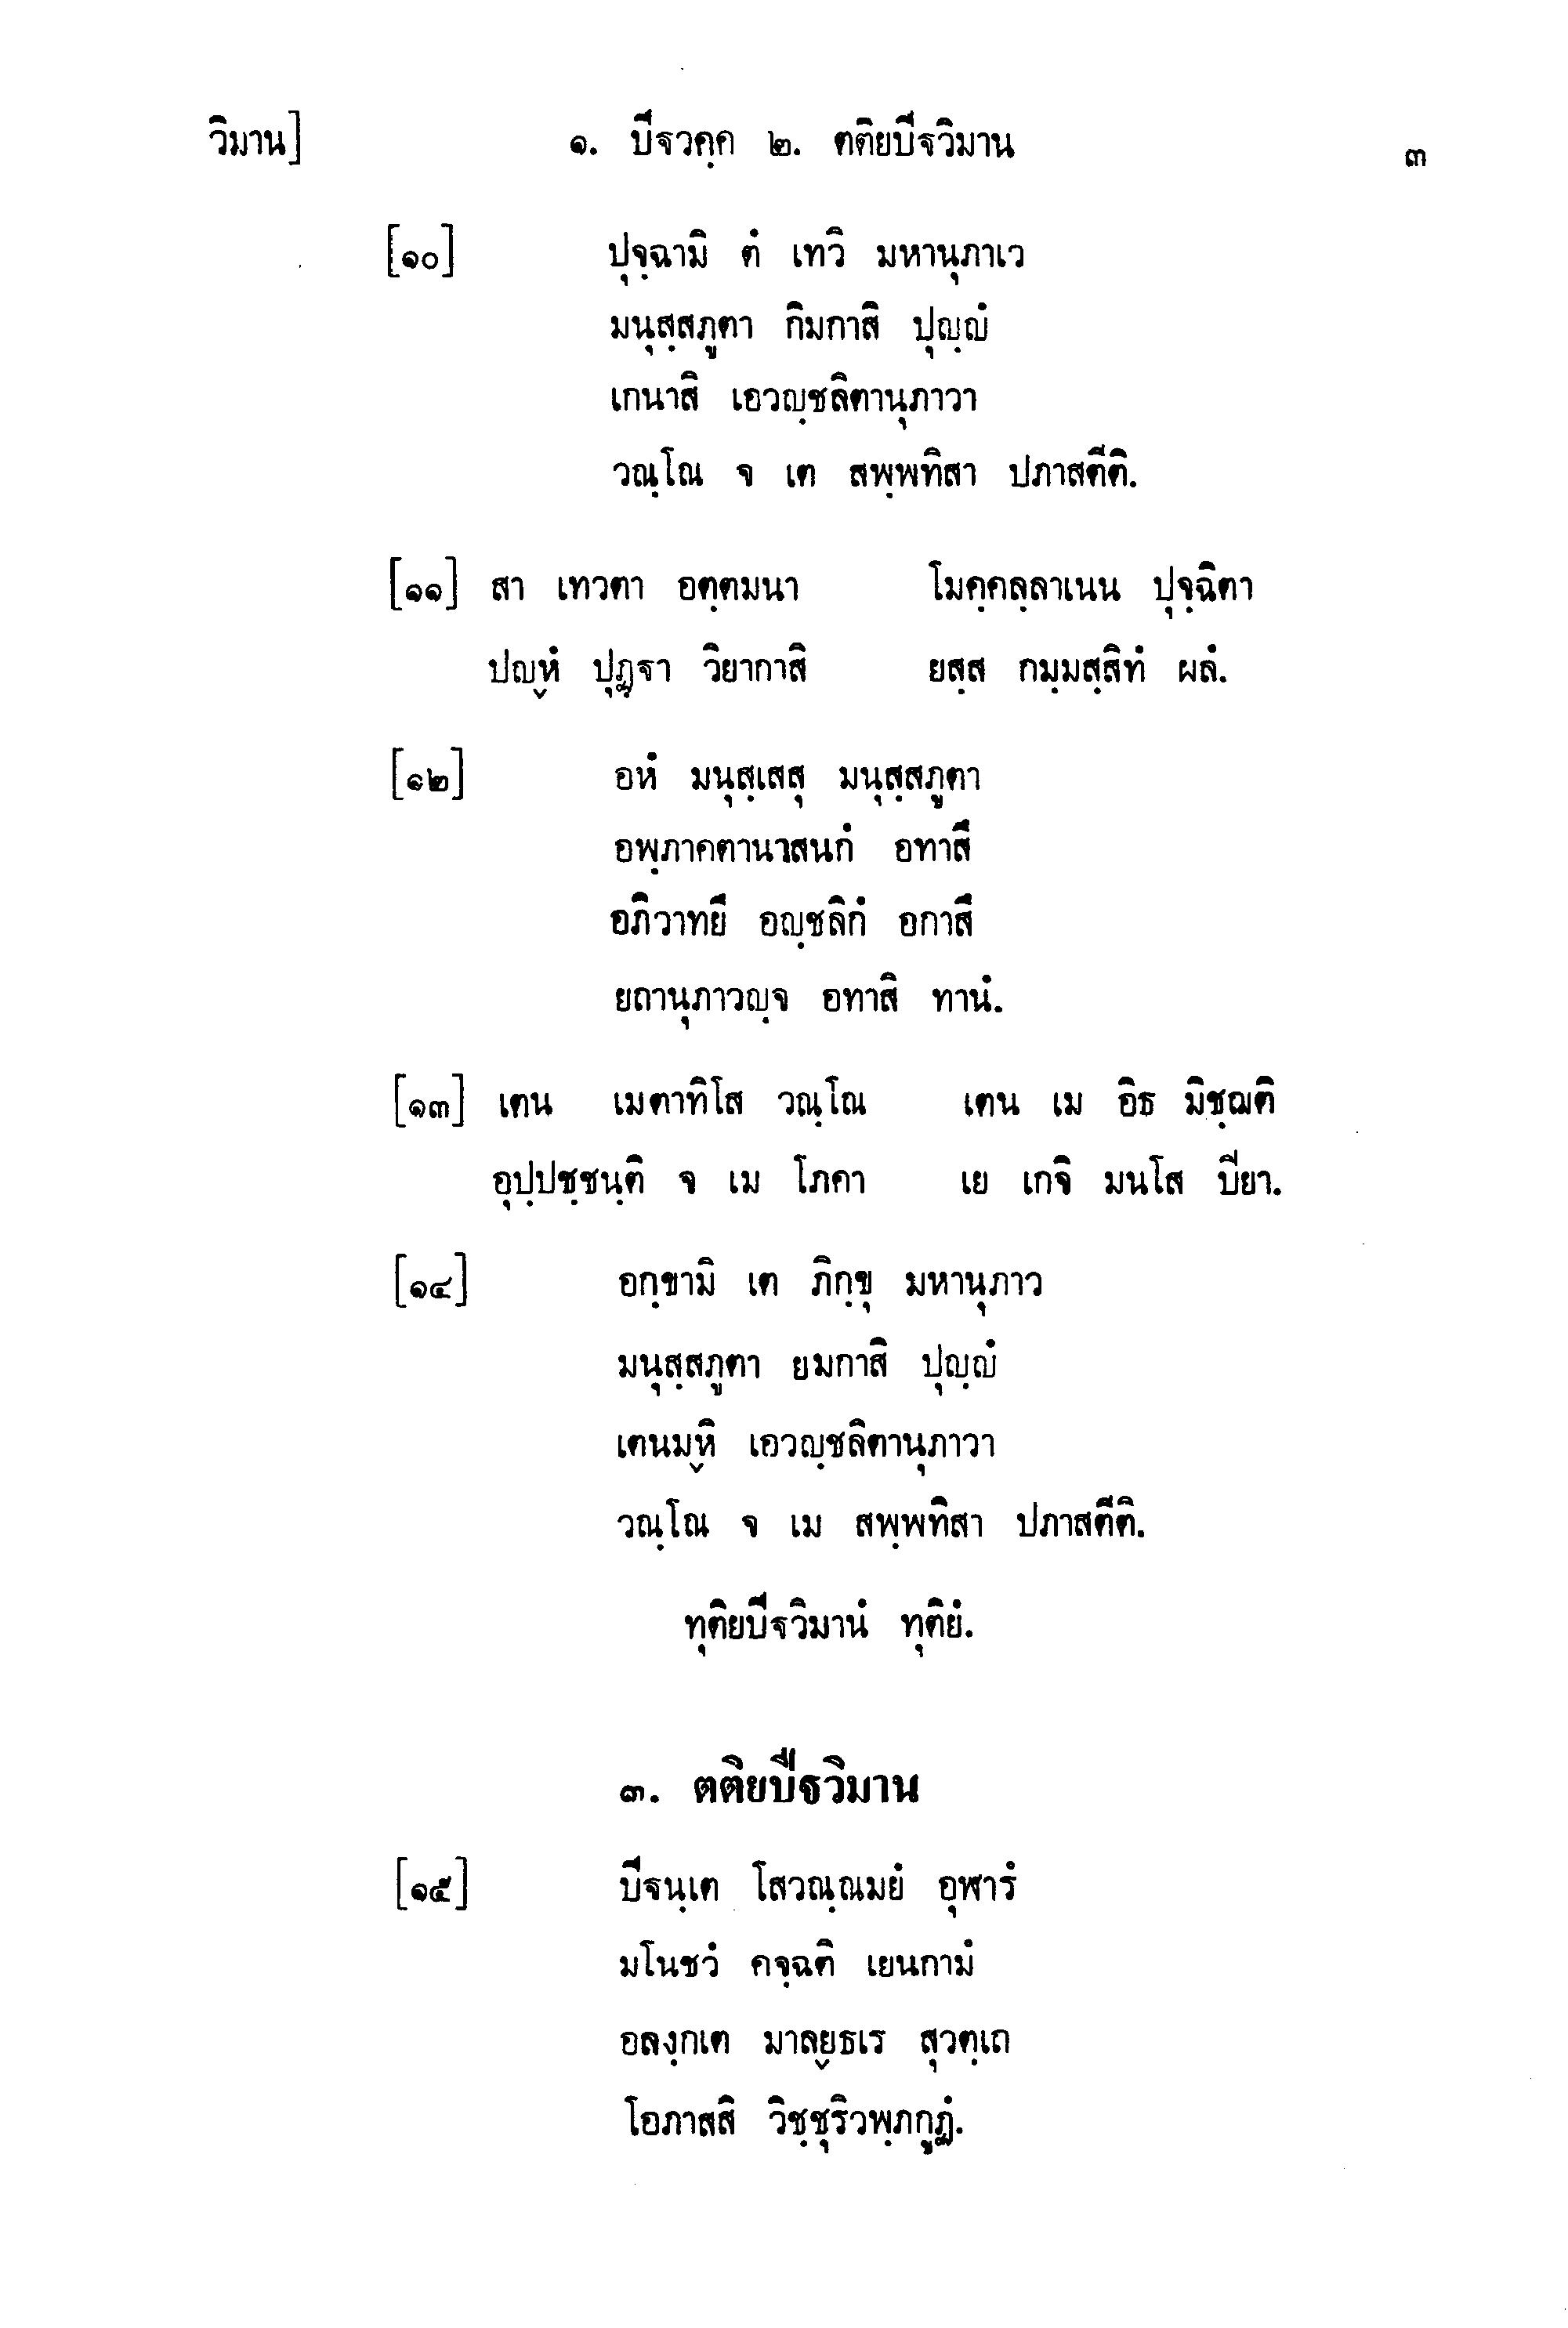 วิมาน] ๑. ปีฐวคฺค ๒. ตติยปีฐวิมาน ๓
[๑๐] ปุจฺฉามิ ตํ เทวิ มหานุภาเว
มนุสฺสภูตา กิมกาสิ ปุญฺญํ
เกนาสิ เอวญฺชลิตานุภาวา
วณฺโณ จ เต สพฺพทิสา ปภาสตีติ.
[๑๑] สา เทวตา อตฺตมนา โมคฺคลฺลาเนน ปุจฺฉิตา
ปญฺหํ ปุฏฺฐา วิยากาสิ ยสฺส กมฺมสฺสิทํ ผลํ.
[๑๒] อหํ มนุสฺเสสุ มนุสฺสภูตา
อพฺภาคตานาสนกํ อทาสึ
อภิวาทยึ อญฺชลิกํ อกาสึ
ยถานุภาวญฺจ อทาสิ ทานํ.
[๑๓] เตน เมตาทิโส วณฺโณ เตน เม อิธ มิชฺฌติ
อุปฺปชฺชนฺติ จ เม โภคา เย เกจิ มนโส ปียา.
[๑๔] อกฺขามิ เต ภิกฺขุ มหานุภาว
มนุสฺสภูตา ยมกาสิ ปุญฺญํ
เตนมฺหิ เอวญฺชลิตานุภาวา
วณฺโณ จ เม สพฺพทิสา ปภาสตีติ.
ทุติยปีฐวิมานํ ทุติยํ.
๓. ตติยปีฐวิมาน
[๑๕] ปีฐนฺเต โสวณฺณมยํ อุฬารํ
มโนชวํ คจฺฉติ เยนกามํ
อลงฺกเต มาลฺยธเร สุวตฺเถ
โอภาสสิ วิชฺชุริวพฺภกูฏํ.